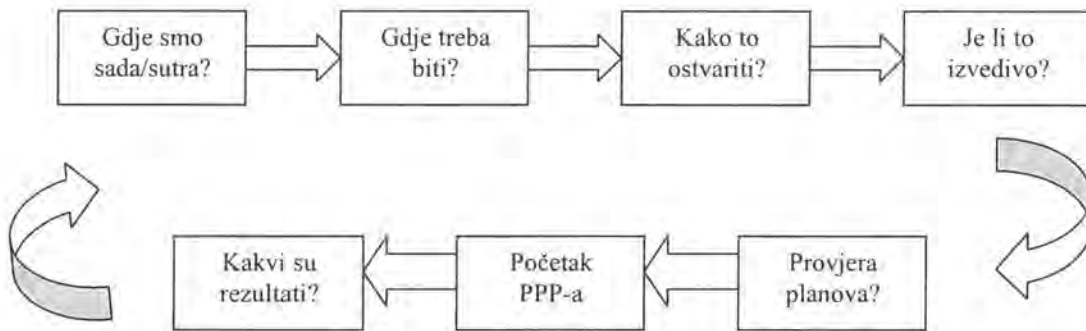 Gdje smo
sada/sutra?
Gdje treba
biti?
Kako to
ostvariti?
Je li to
izvedivo?
Kakvi su
rezultati?
Početak
PPP-a
Provjera
planova?